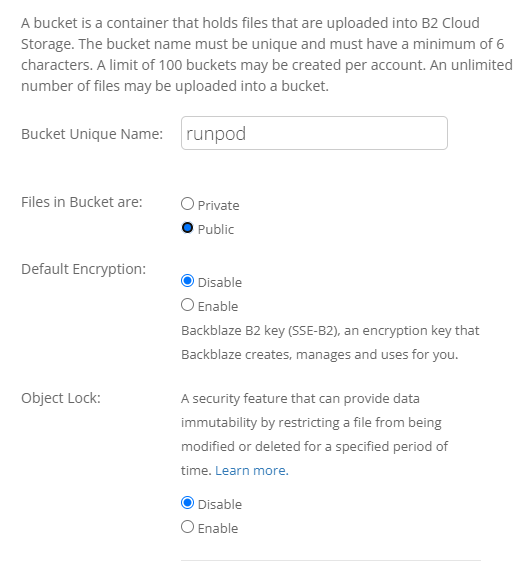 A bucket is a container that holds files that are uploaded into B2 Cloud
Storage. The bucket name must be unique and must have a minimum of 6
characters. A limit of 100 buckets may be created per account. An unlimited
number of files may be uploaded into a bucket.
Bucket Unique Name: runpod
Files in Bucket are: Private
Public
Default Encryption: Disable
Enable
Backblaze B2 key (SSE-B2), an encryption key that
Backblaze creates, manages and uses for you.
Object Lock: A security feature that can provide data
immutability by restricting a file from being
modified or deleted for a specified period of
time. Learn more.
Disable
Enable